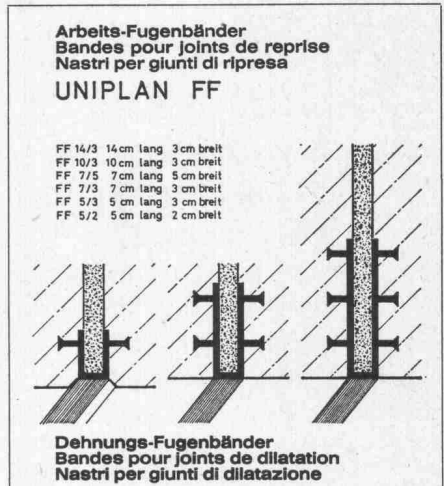 Arbeits-Fugenbänder
Bandes pour joints de reprise
Nastri per giunti di ripresa
UNIPLAN FF
FF 14/3 14 cm lang 3 cm breit
FF 10/3 10 cm lang 3 cm breit
FF 7/5 7 cm lang 5 cm breit
FF 7/3 7 cm lang 3 cm breit
FF 5/3 5 cm lang 3 cm breit
FF 5/2 5 cm lang 2 cm breit
Dehnungs-Fugenbänder
Bandes pour joints de dilatation
Nastri per giunti di dilatazione